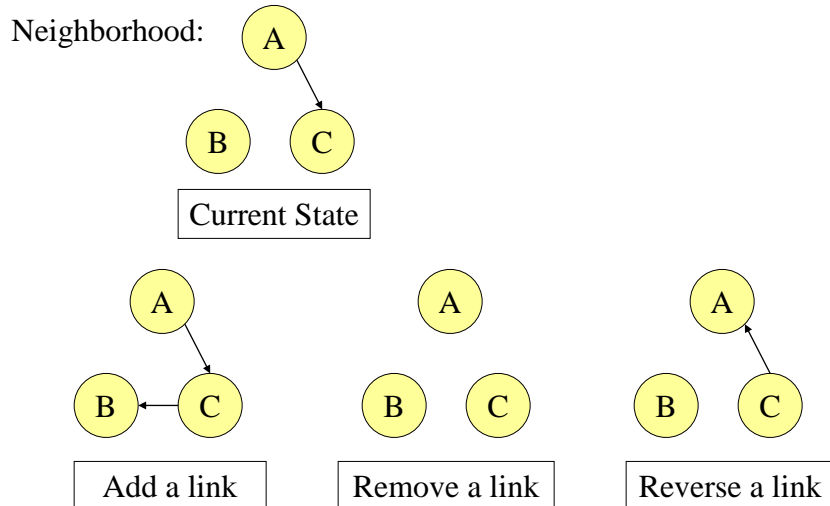 Neighborhood:
A
B
C
Current State
A
B
C
A
B
C
A
B
C
Add a link
Remove a link
Reverse a link